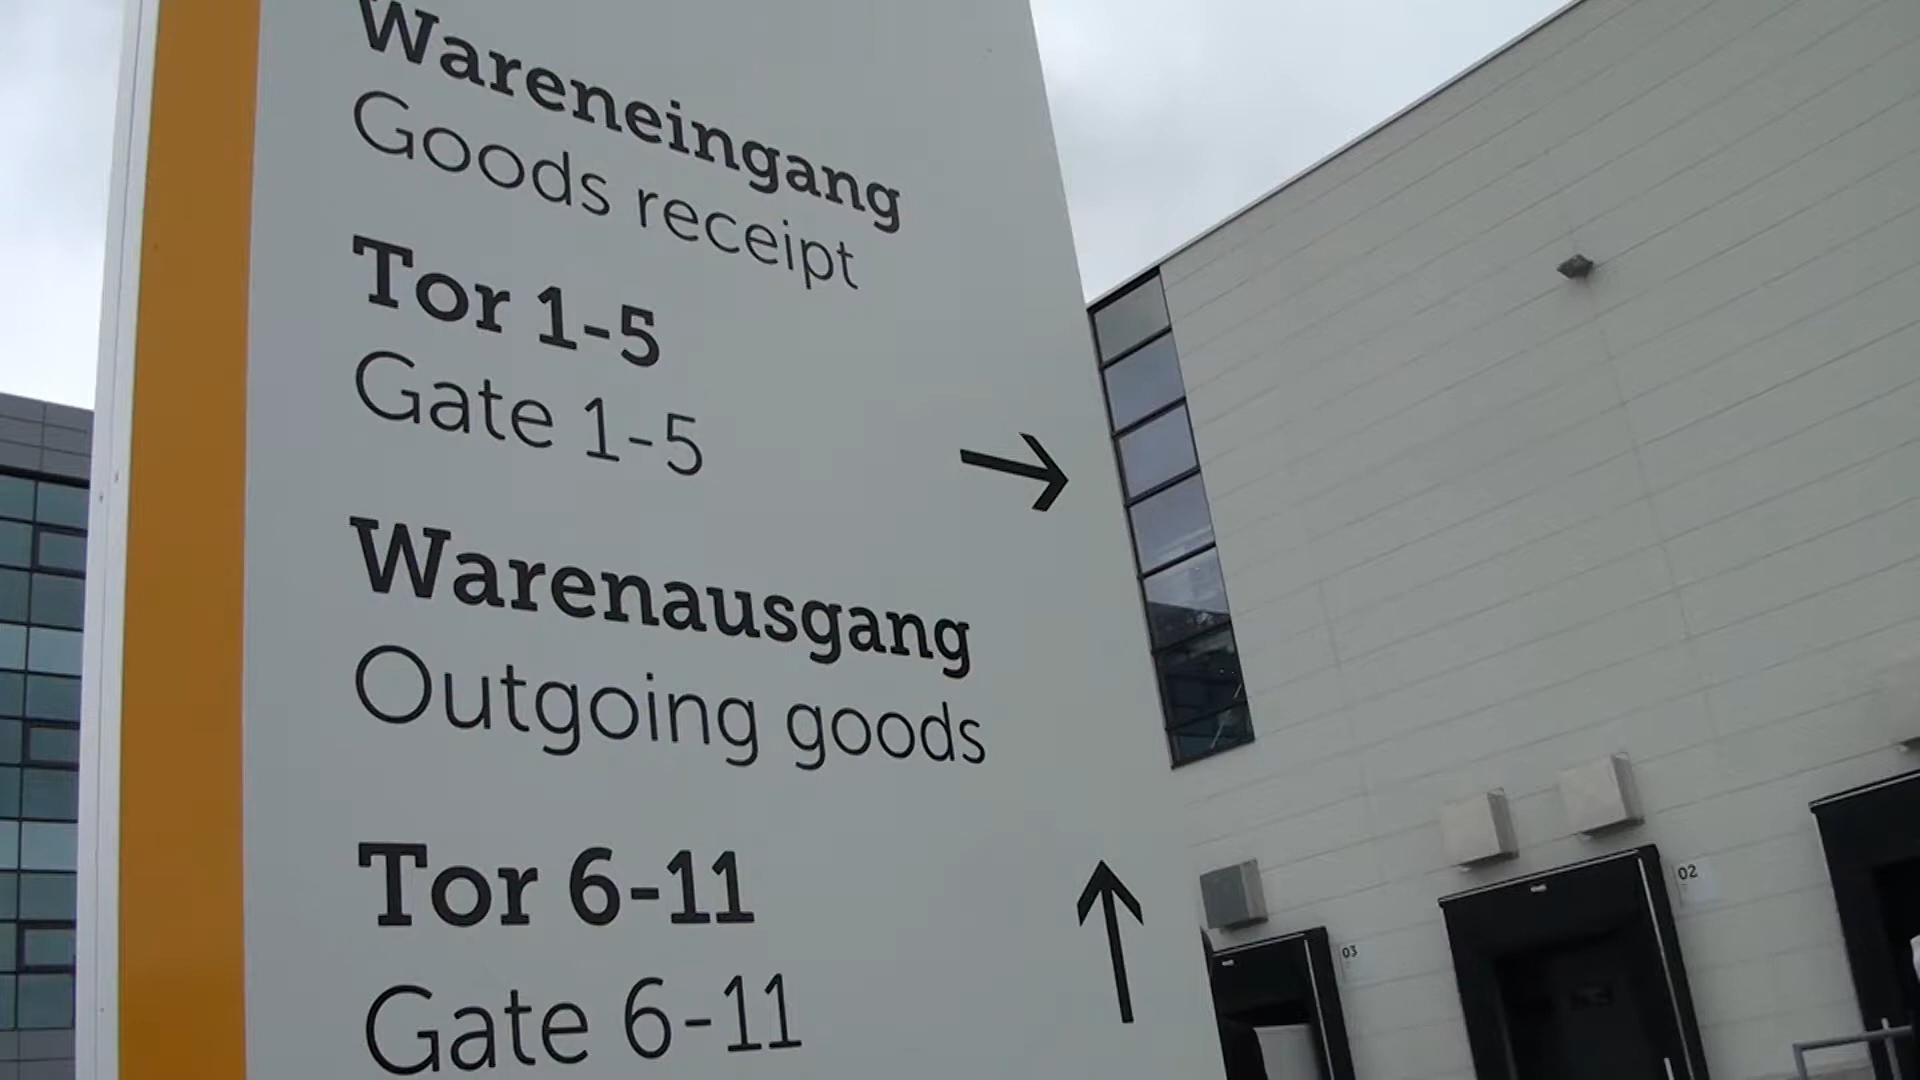 Wareneingang
Goods receipt
Tor 1-5
Gate 1-5
Warenausgang
Outgoing goods
Tor 6-11
Gate 6-11
03
02